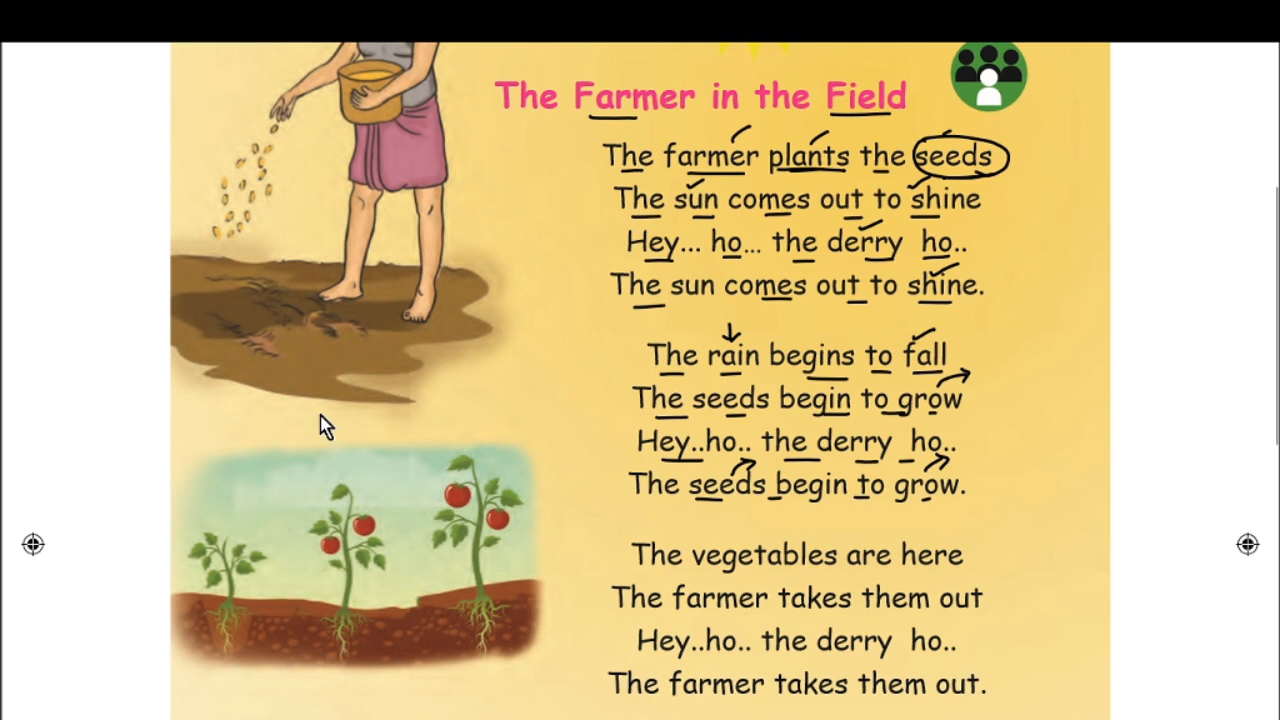 The Farmer in the Field
The farmer plants the seeds
The sun comes out to shine
Hey... ho... the derry ho..
The sun comes out to shine.
The rain begins to fall
The seeds begin to grow
Hey..ho.. the derry ho..
The seeds begin to grow.
The vegetables are here
The farmer takes them out
Hey..ho.. the derry ho..
The farmer takes them out.